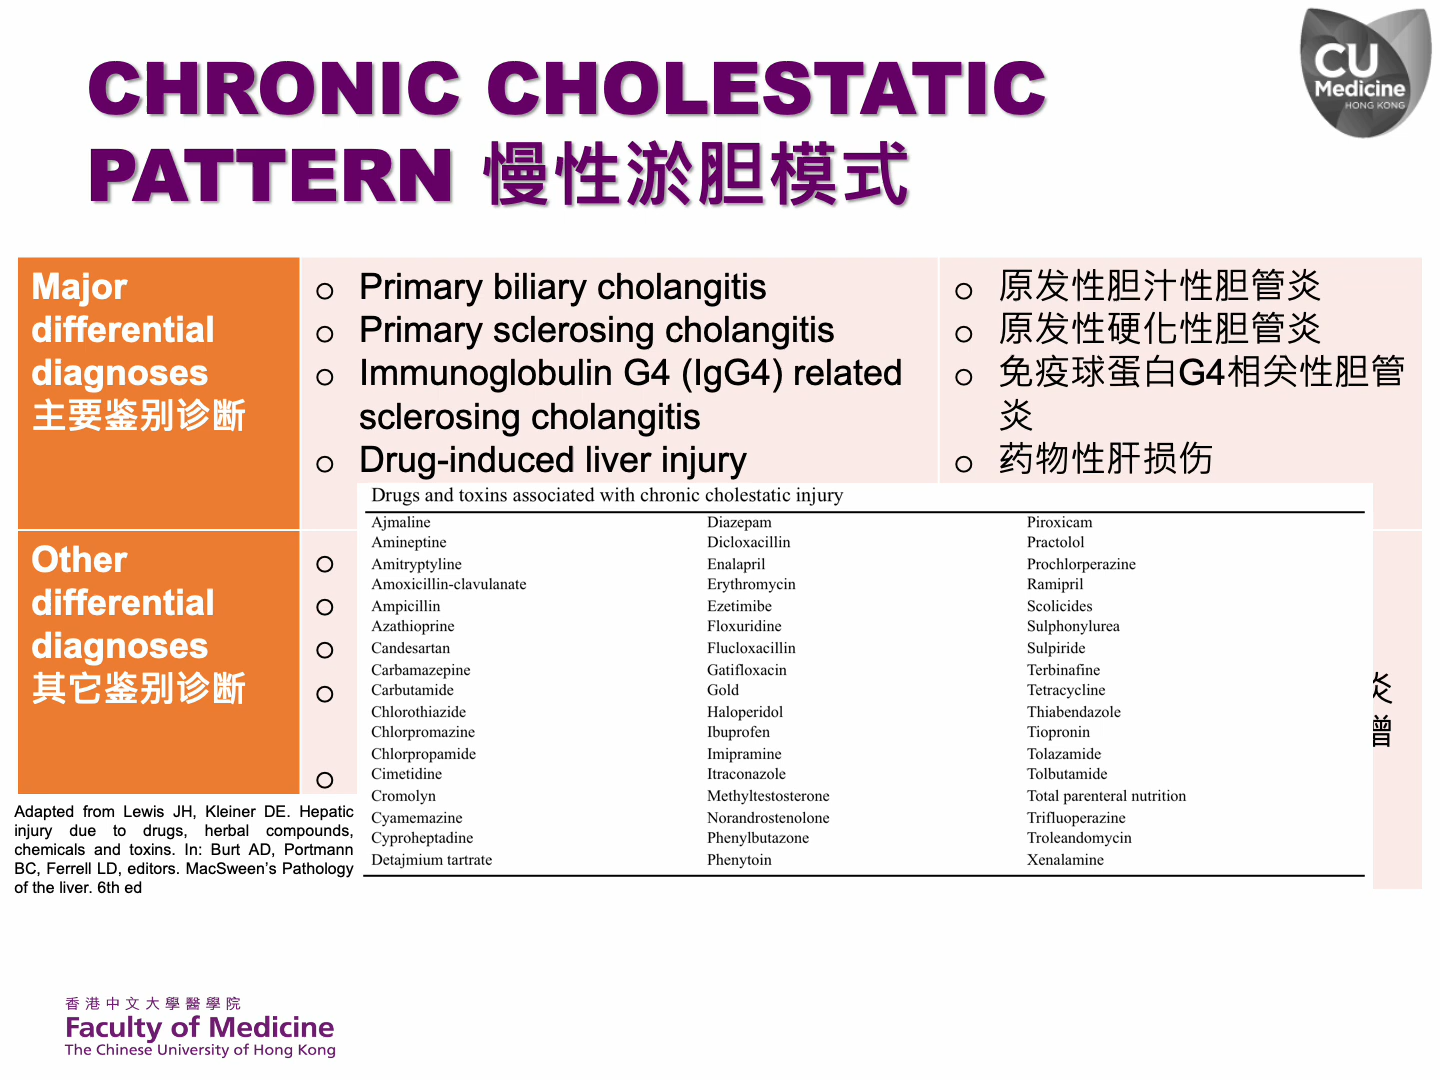 CHRONIC CHOLESTATIC
PATTERN 慢性淤胆模式
CU
Medicine
HONG KONG
Major
differential
diagnoses
主要鉴别诊断
Primary biliary cholangitis
Primary sclerosing cholangitis
Immunoglobulin G4 (IgG4) related
sclerosing cholangitis
Drug-induced liver injury
原发性胆汁性胆管炎
原发性硬化性胆管炎
免疫球蛋白G4相关性胆管
炎
药物性肝损伤
Other
differential
diagnoses
其它鉴别诊断
Drugs and toxins associated with chronic cholestatic injury
Ajmaline Diazepam Piroxicam
Amineptine Dicloxacillin Practolol
Amitryptyline Enalapril Prochlorperazine
Amoxicillin-clavulanate Erythromycin Ramipril
Ampicillin Ezetimibe Scolicides
Azathioprine Floxuridine Sulphonylurea
Candesartan Flucloxacillin Sulpiride
Carbamazepine Gatifloxacin Terbinafine
Carbutamide Gold Tetracycline
Chlorothiazide Haloperidol Thiabendazole
Chlorpromazine Ibuprofen Tiopronin
Chlorpropamide Imipramine Tolazamide
Cimetidine Itraconazole Tolbutamide
Cromolyn Methyltestosterone Total parenteral nutrition
Cyamemazine Norandrostenolone Trifluoperazine
Cyproheptadine Phenylbutazone Troleandomycin
Detajmium tartrate Phenytoin Xenalamine
炎
增
Adapted from Lewis JH, Kleiner DE. Hepatic
injury due to drugs, herbal compounds,
chemicals and toxins. In: Burt AD, Portmann
BC, Ferrell LD, editors. MacSween's Pathology
of the liver. 6th ed
香港中文大學醫學院
Faculty of Medicine
The Chinese University of Hong Kong